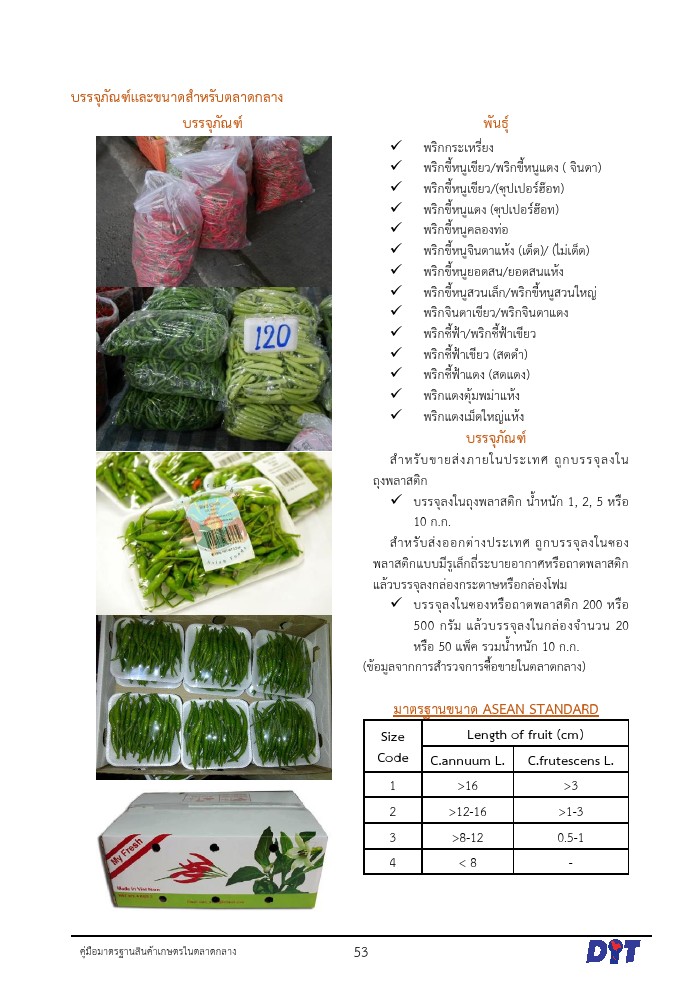 บรรจุภัณฑ์และขนาดสำหรับตลาดกลาง
บรรจุภัณฑ์
120
My Fresh
Made in Viet Nam
พันธุ์
✓ พริกกระเหรี่ยง
✓ พริกขี้หนูเขียว/พริกขี้หนูแดง ( จินดา)
✓ พริกขี้หนูเขียว/(ซุปเปอร์ฮ็อท)
✓ พริกขี้หนูแดง (ซุปเปอร์ฮ็อท)
✓ พริกขี้หนูคลองท่อ
✓ พริกขี้หนูจินดาแห้ง (เด็ด)/ (ไม่เด็ด)
✓ พริกขี้หนูยอดสน/ยอดสนแห้ง
✓ พริกขี้หนูสวนเล็ก/พริกขี้หนูสวนใหญ่
✓ พริกจินดาเขียว/พริกจินดาแดง
✓ พริกชี้ฟ้า/พริกชี้ฟ้าเขียว
✓ พริกชี้ฟ้าเขียว (สดดำ)
✓ พริกชี้ฟ้าแดง (สดแดง)
✓ พริกแดงตุ้มพม่าแห้ง
✓ พริกแดงเม็ดใหญ่แห้ง
บรรจุภัณฑ์
สำหรับขายส่งภายในประเทศ ถูกบรรจุลงใน
ถุงพลาสติก
✓ บรรจุลงในถุงพลาสติก น้ำหนัก 1, 2, 5 หรือ
10 ก.ก.
สำหรับส่งออกต่างประเทศ ถูกบรรจุลงในซอง
พลาสติกแบบมีรูเล็กถี่ระบายอากาศหรือถาดพลาสติก
แล้วบรรจุลงกล่องกระดาษหรือกล่องโฟม
✓ บรรจุลงในซองหรือถาดพลาสติก 200 หรือ
500 กรัม แล้วบรรจุลงในกล่องจำนวน 20
หรือ 50 แพ็ค รวมน้ำหนัก 10 ก.ก.
(ข้อมูลจากการสำรวจการซื้อขายในตลาดกลาง)
มาตรฐานขนาด ASEAN STANDARD
Size Code Length of fruit (cm)
C.annuum L. C.frutescens L.
1 >16 >3
2 >12-16 >1-3
3 >8-12 0.5-1
4 < 8 -
คู่มือมาตรฐานสินค้าเกษตรในตลาดกลาง 53 DIT